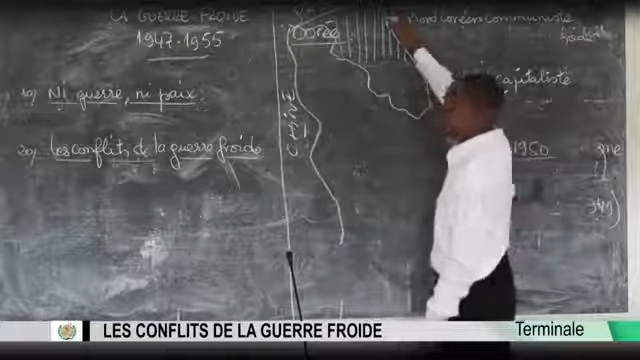 LA GUERRE FROIDE
1947-1955
1°) Ni guerre, ni paix
2°) Les conflits de la guerre froide
Corée
CHINE
Nord coréen communiste
capitaliste
1950
LES CONFLITS DE LA GUERRE FROIDE
Terminale